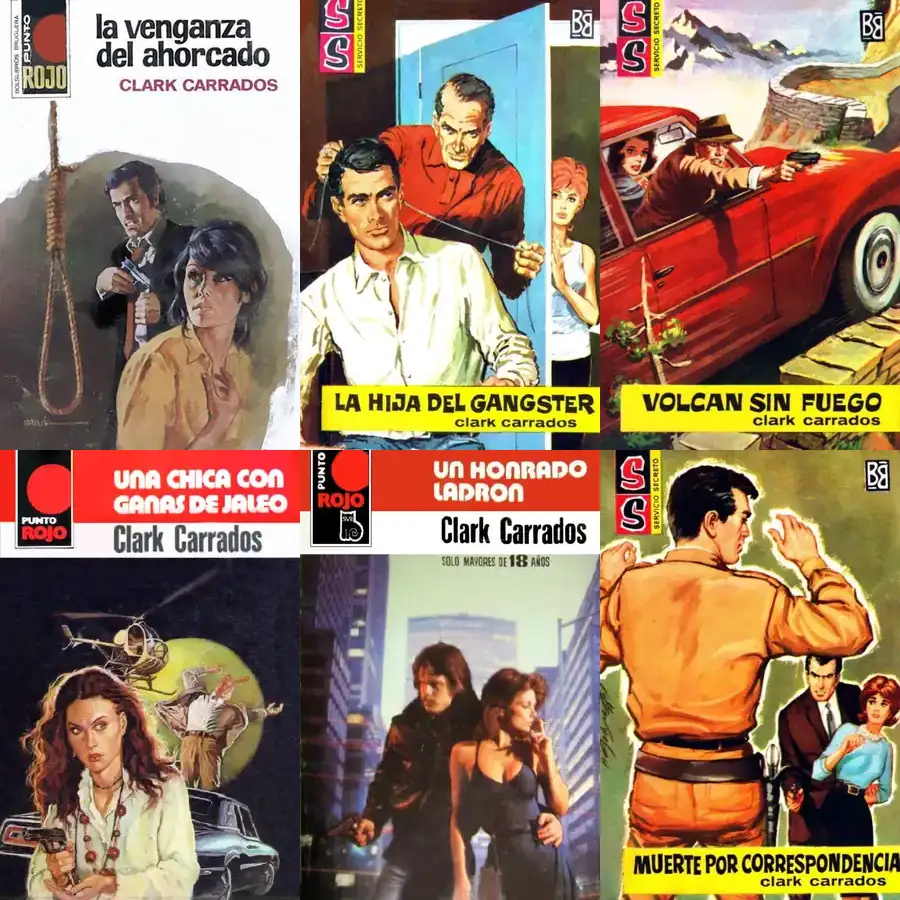 BOLSILIBROS BRUGUERA
PUNTO
ROJO
la venganza
del ahorcado
CLARK CARRADOS
SS
SERVICIO SECRETO
BB
LA HIJA DEL GANGSTER
clark carrados
SS
SERVICIO SECRETO
BB
VOLCAN SIN FUEGO
clark carrados
PUNTO
ROJO
UNA CHICA CON
GANAS DE JALEO
Clark Carrados
PUNTO
ROJO
UN HONRADO
LADRON
Clark Carrados
SOLO MAYORES DE 18 AÑOS
SS
SERVICIO SECRETO
BB
MUERTE POR CORRESPONDENCIA
clark carrados